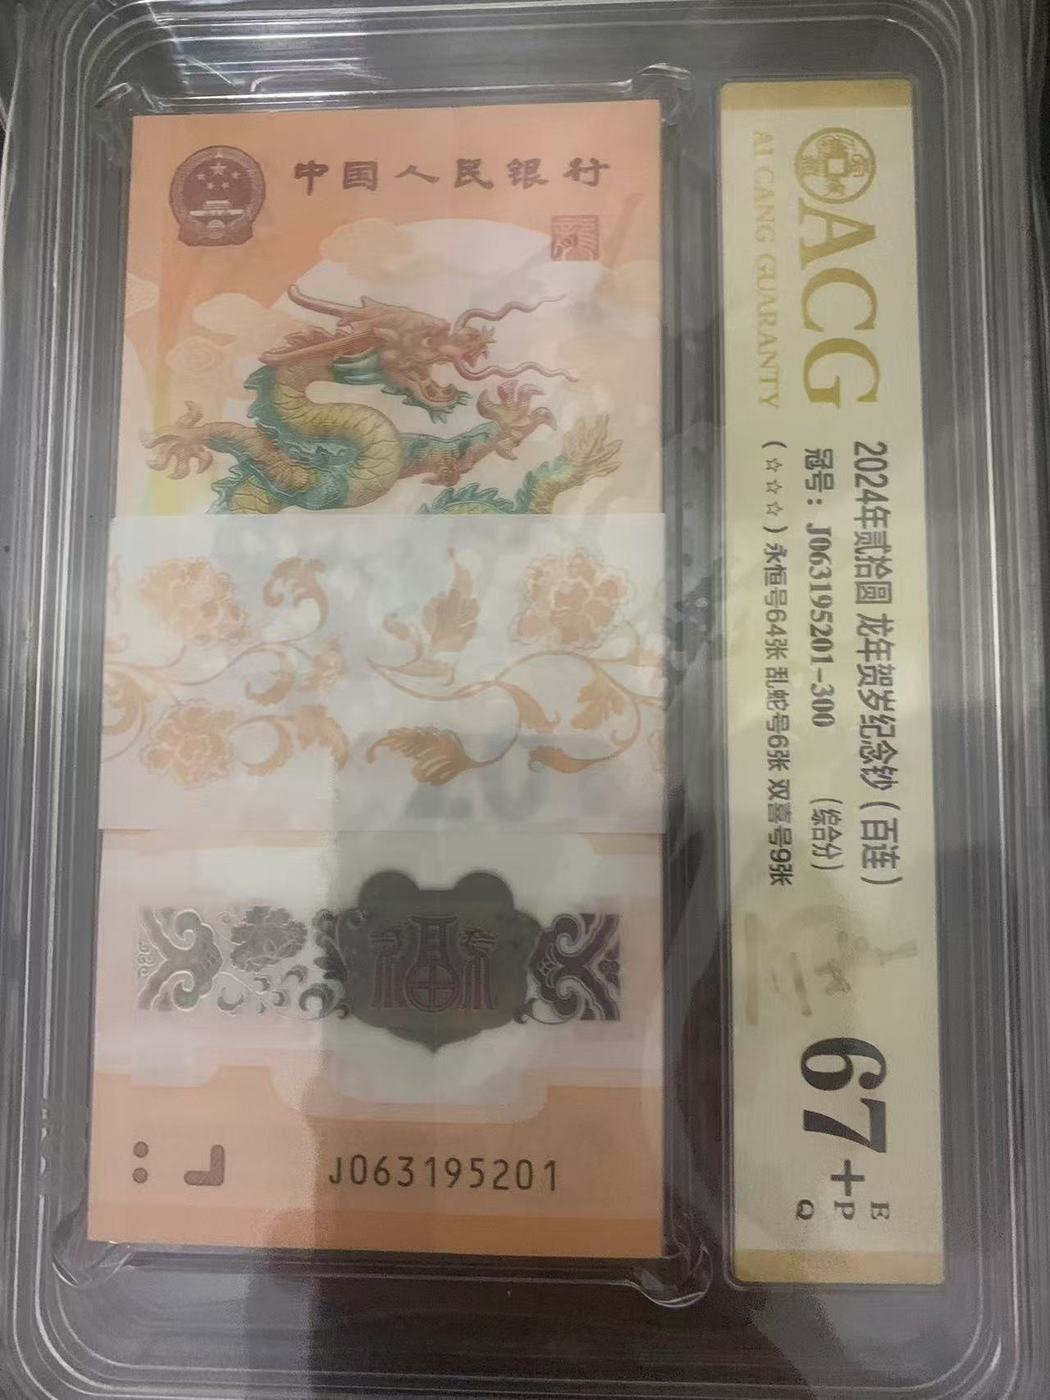 中国人民银行
福
J063195201
ACG
AI CANG GUARANTY
2024年贰拾圆 龙年贺岁纪念钞（百连）
冠号：J063195201-300 （综合分）
（☆☆☆）永恒号64张 乱蛇号6张 双喜号9张
67+
E
P
Q